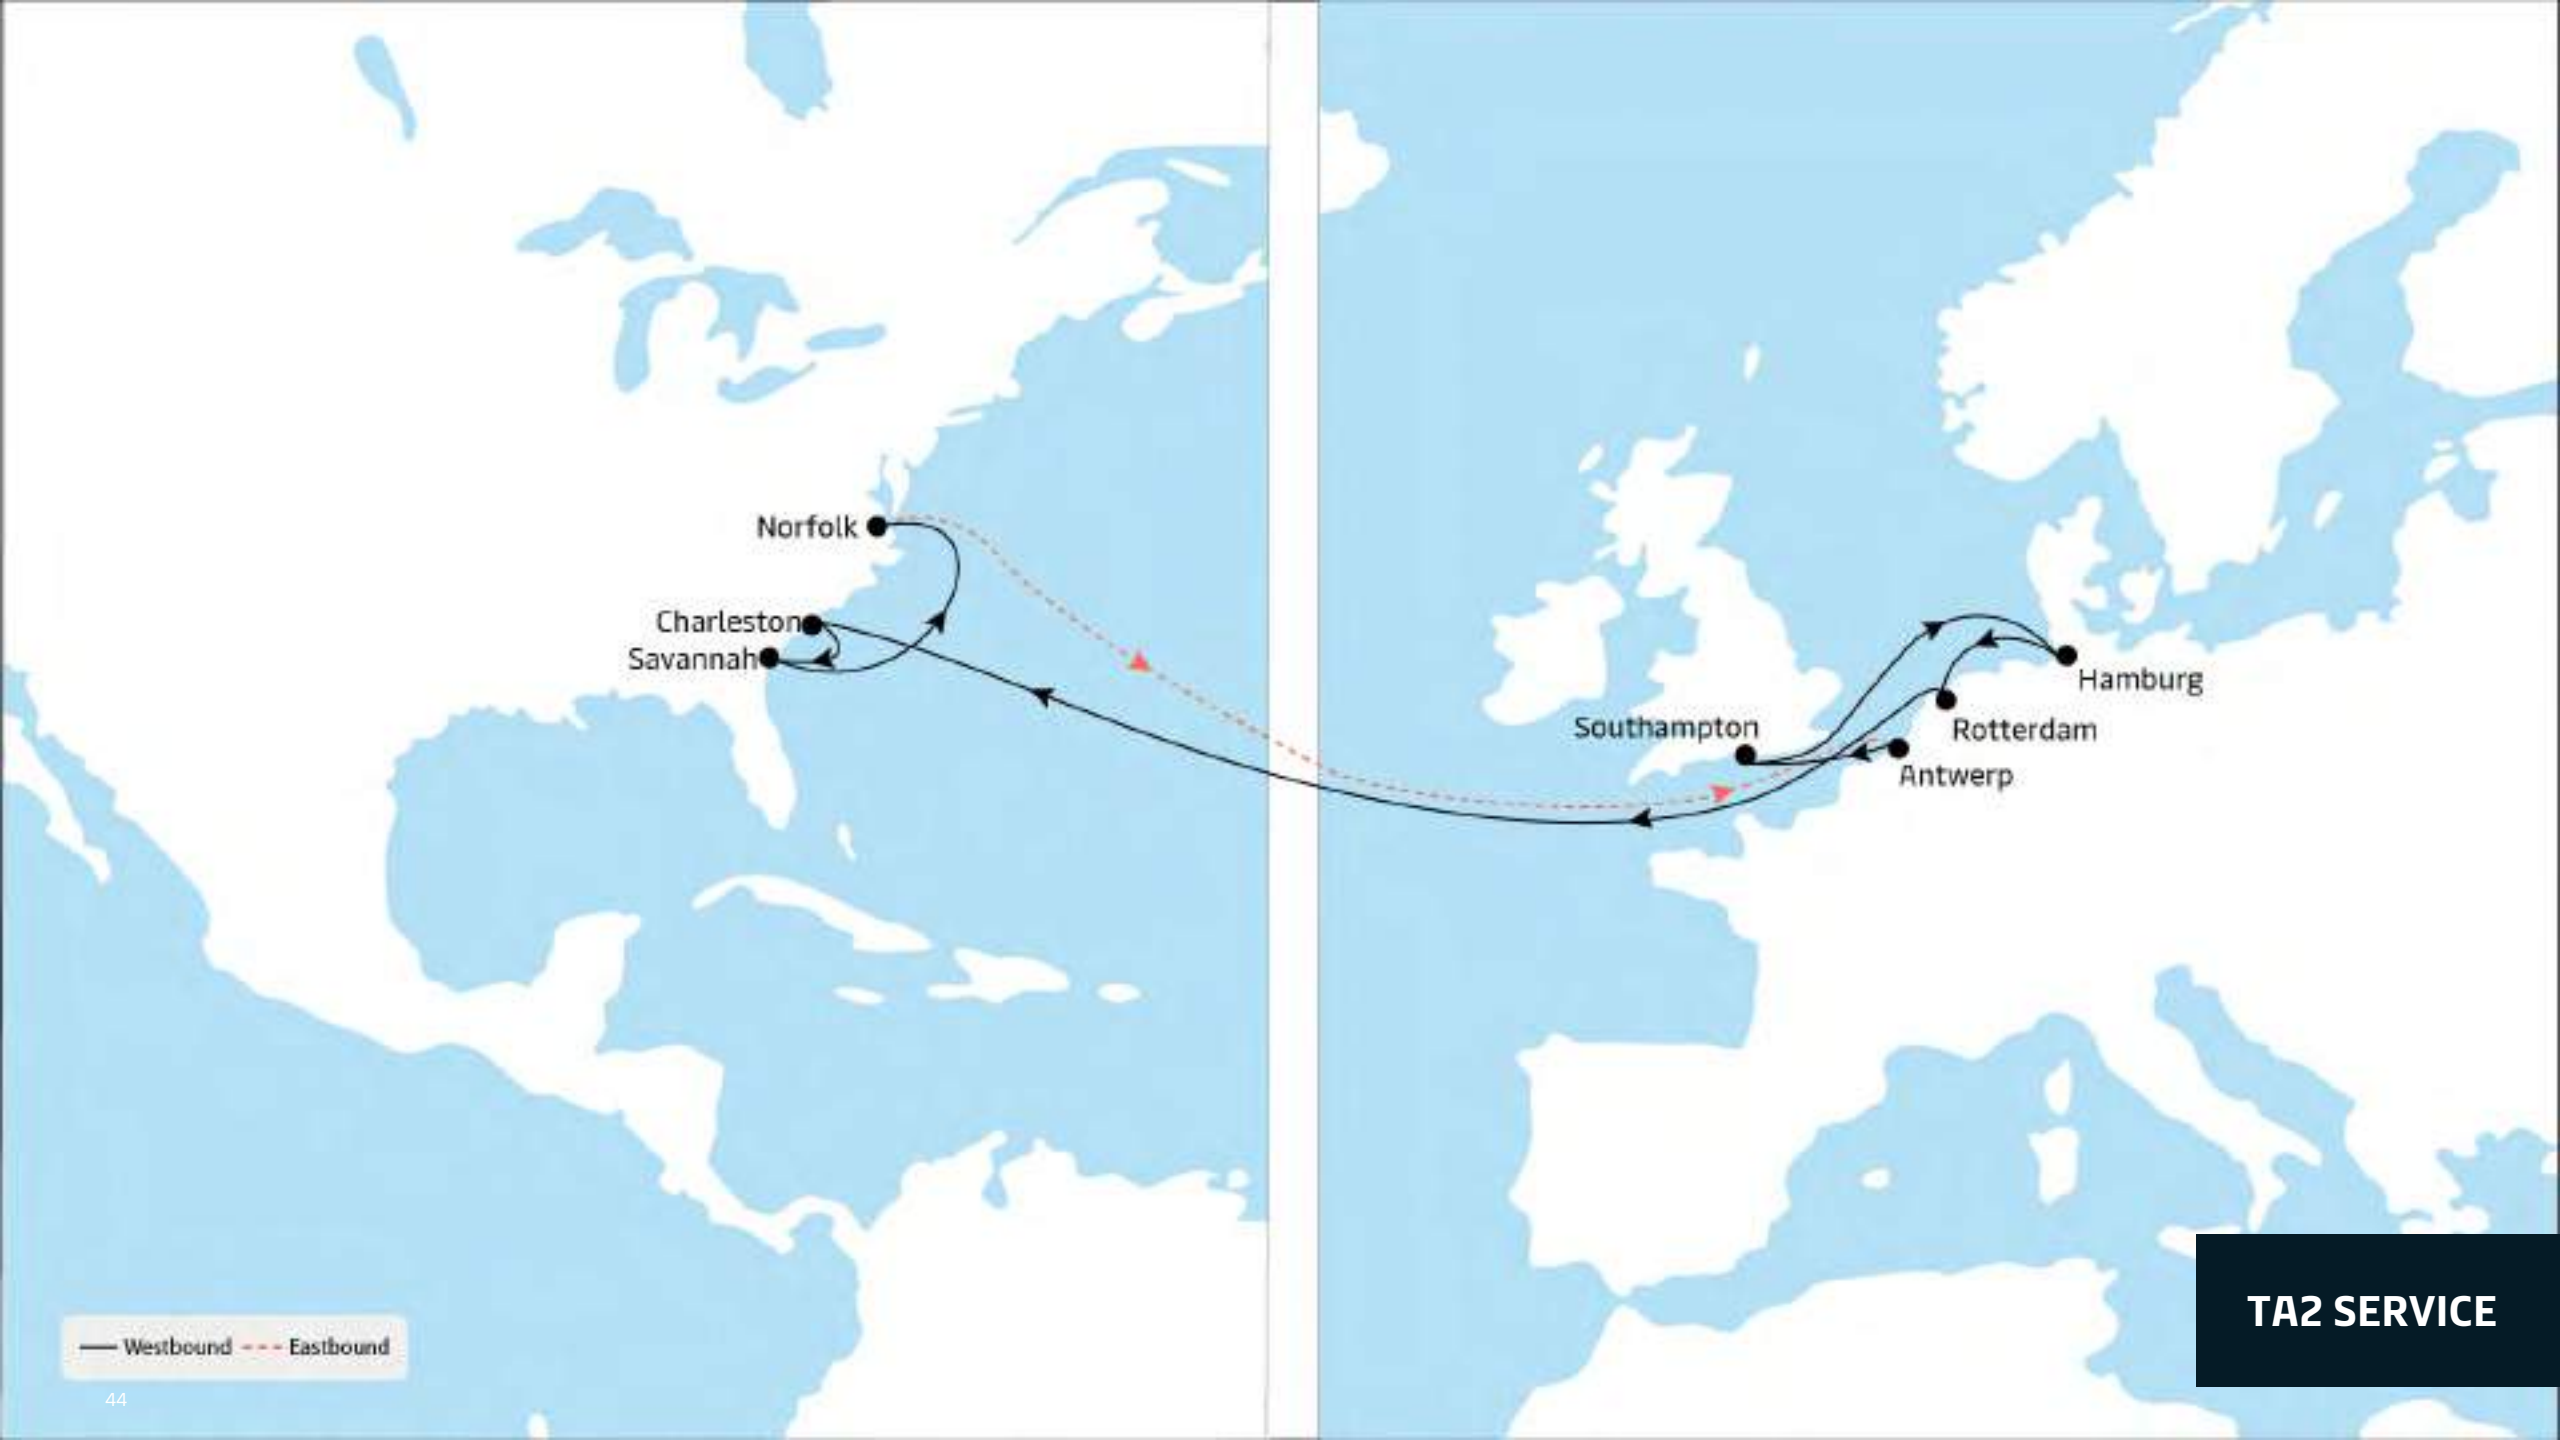 Norfolk
Charleston
Savannah
Hamburg
Southampton
Rotterdam
Antwerp
TA2 SERVICE
Westbound Eastbound
44